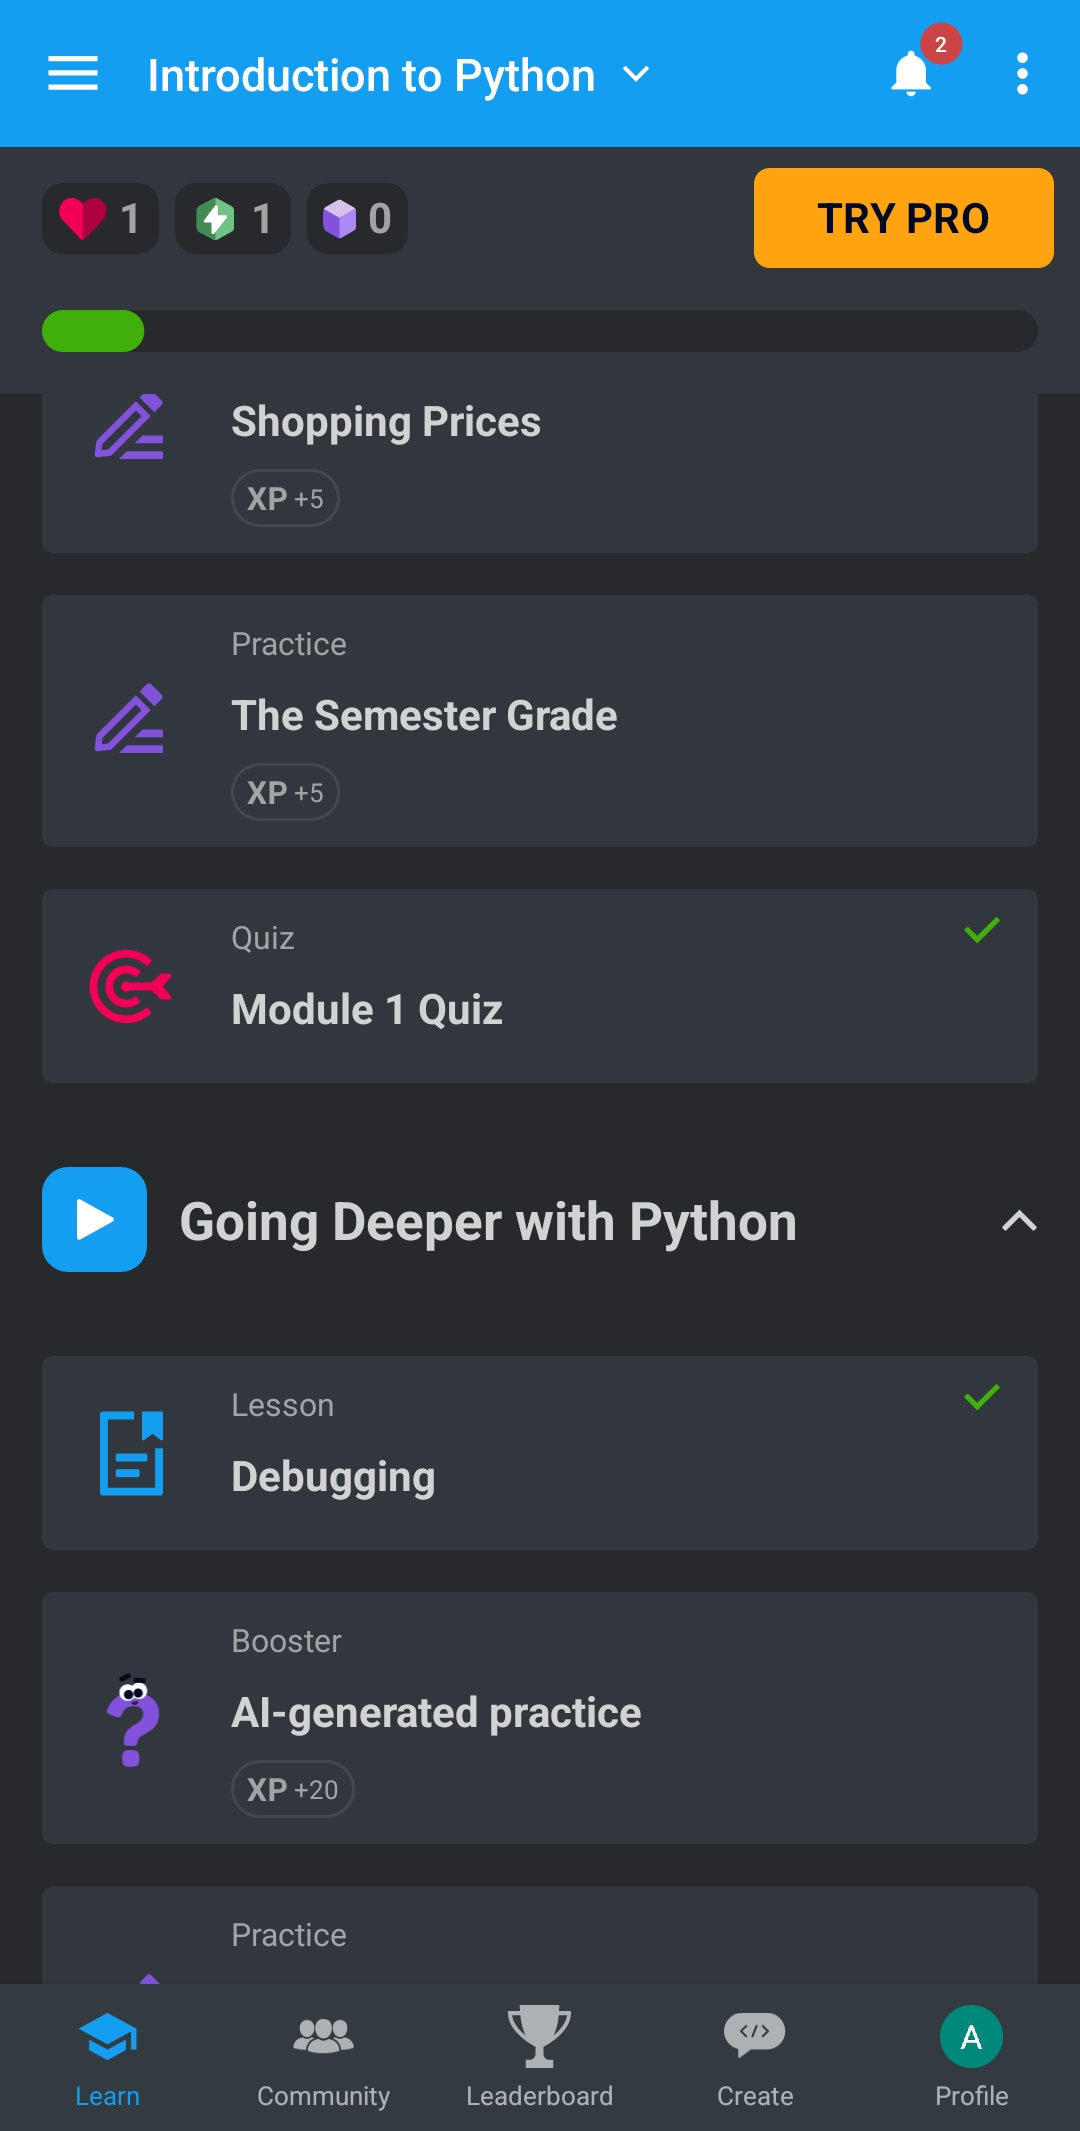 Introduction to Python
2
1
1
0
TRY PRO
Shopping Prices
XP +5
Practice
The Semester Grade
XP +5
Quiz
Module 1 Quiz
Going Deeper with Python
Lesson
Debugging
Booster
AI-generated practice
XP +20
Practice
Learn
Community
Leaderboard
Create
A
Profile